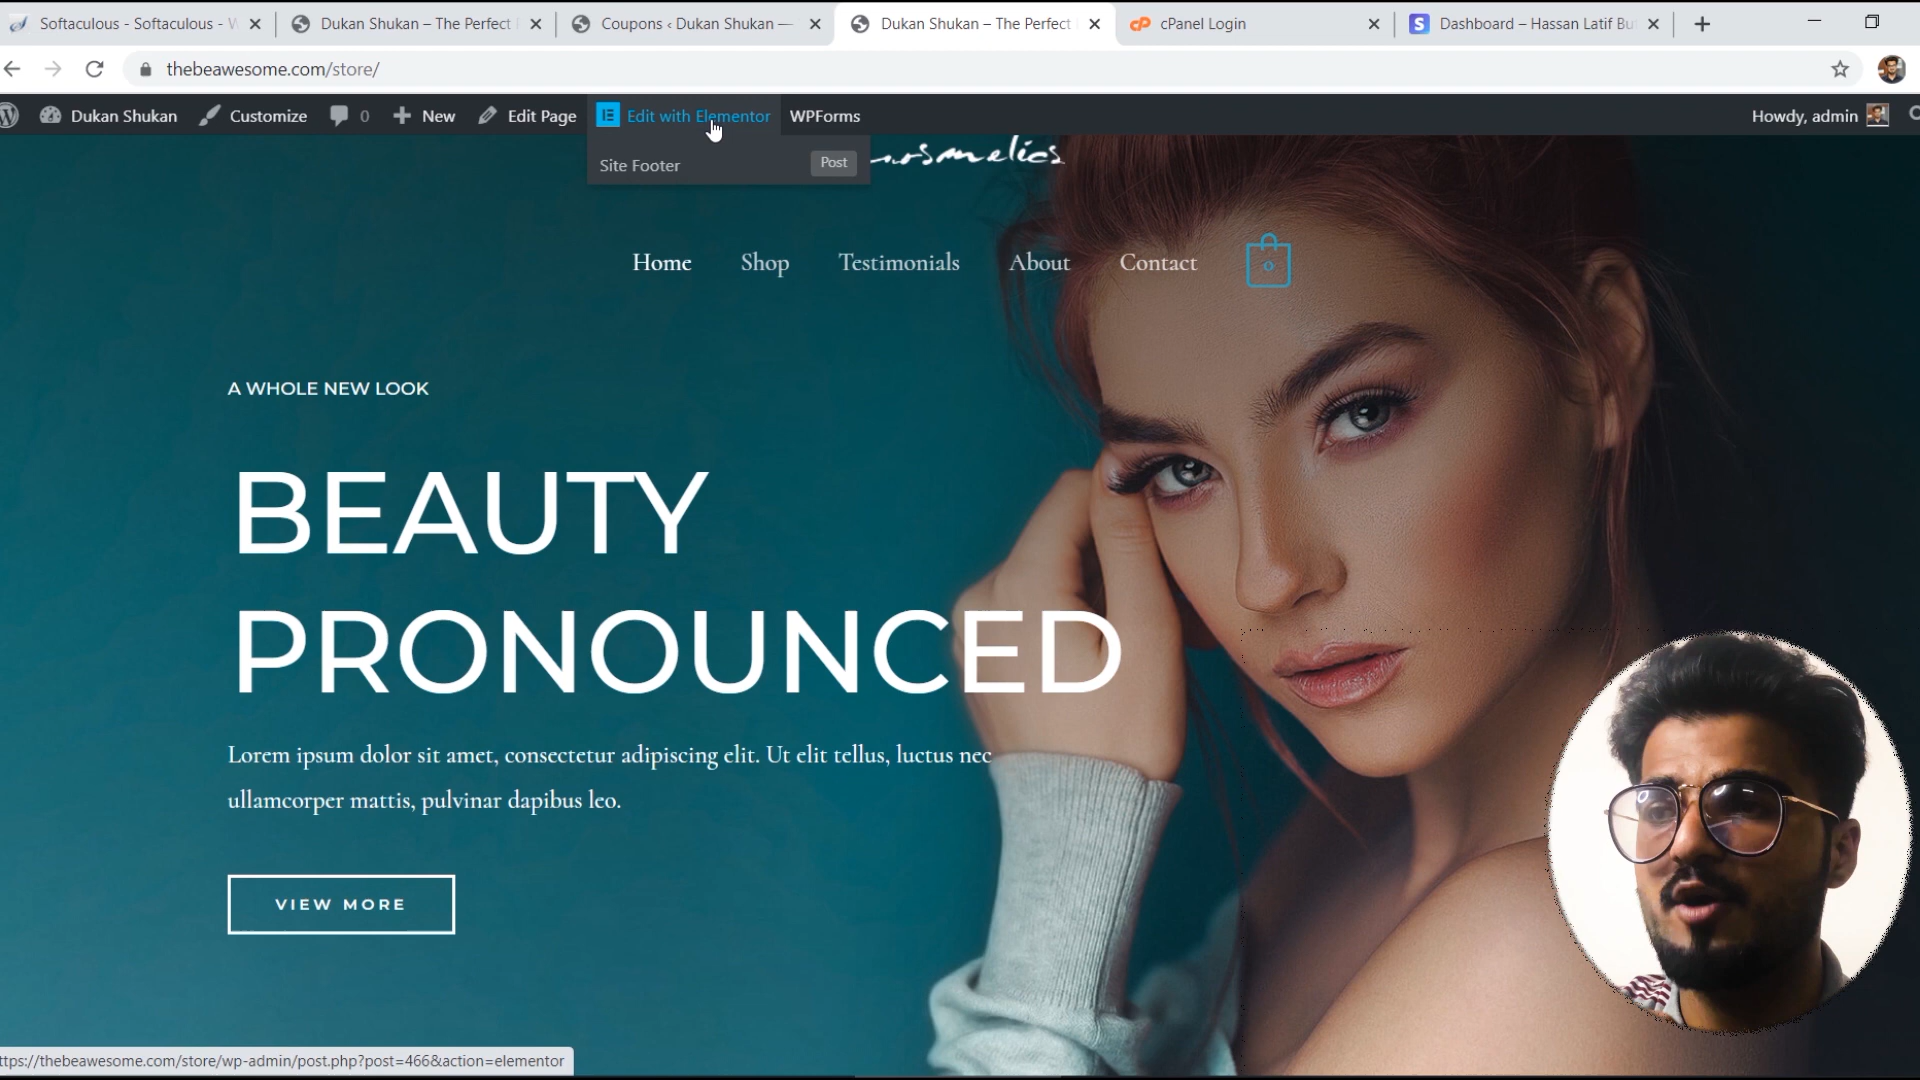 Softaculous - Softaculous - W
Dukan Shukan – The Perfect
Coupons ‹ Dukan Shukan —
Dukan Shukan – The Perfect
cPanel Login
Dashboard – Hassan Latif Bu
thebeawesome.com/store/
Dukan Shukan
Customize
0
New
Edit Page
Edit with Elementor
WPForms
Howdy, admin
Site Footer
Post
cosmetics
Home
Shop
Testimonials
About
Contact
0
A WHOLE NEW LOOK
BEAUTY
PRONOUNCED
Lorem ipsum dolor sit amet, consectetur adipiscing elit. Ut elit tellus, luctus nec
ullamcorper mattis, pulvinar dapibus leo.
VIEW MORE
ttps://thebeawesome.com/store/wp-admin/post.php?post=466&action=elementor